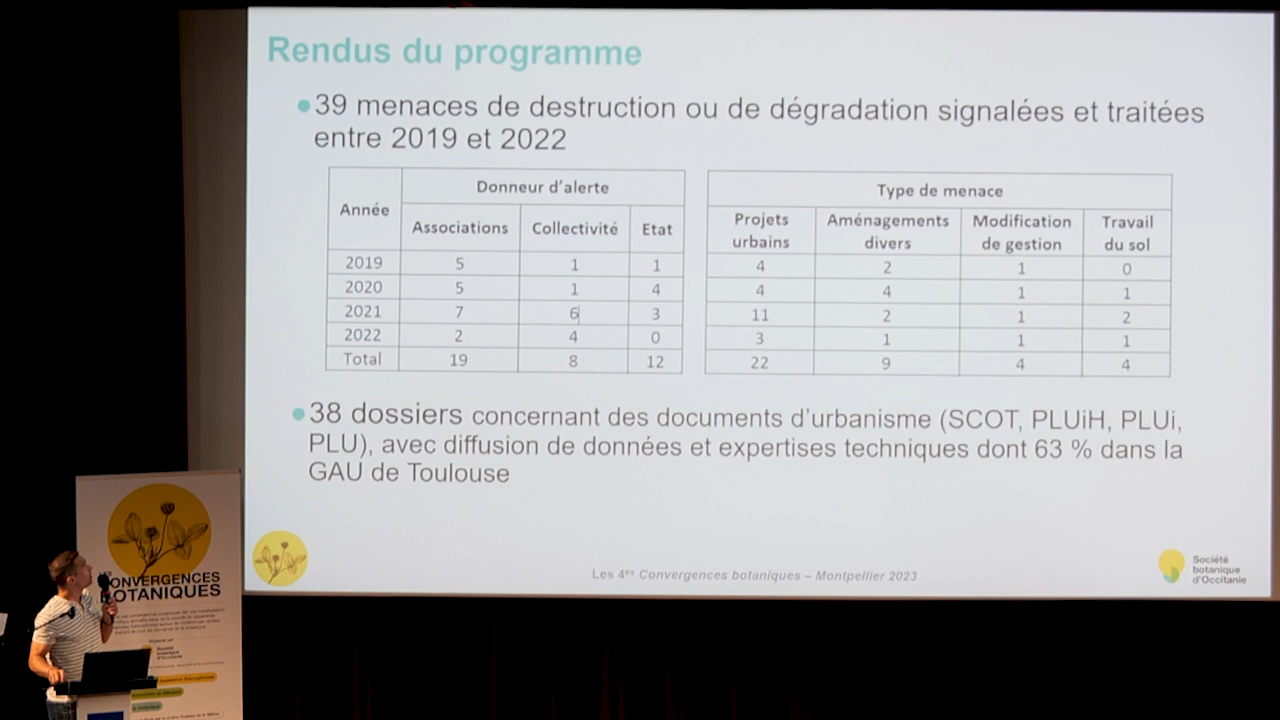 Rendus du programme
39 menaces de destruction ou de dégradation signalées et traitées
entre 2019 et 2022
Année Donneur d'alerte
Associations Collectivité Etat
2019 5 1 1
2020 5 1 4
2021 7 6 3
2022 2 4 0
Total 19 8 12
Type de menace
Projets urbains Aménagements divers Modification de gestion Travail du sol
4 2 1 0
4 4 1 1
11 2 1 2
3 1 1 1
22 9 4 4
38 dossiers concernant des documents d'urbanisme (SCOT, PLUiH, PLUi,
PLU), avec diffusion de données et expertises techniques dont 63 % dans la
GAU de Toulouse
Les 4es Convergences botaniques – Montpellier 2023
Société
botanique
d'Occitanie
CONVERGENCES
BOTANIQUES
Société
botanique
d'Occitanie